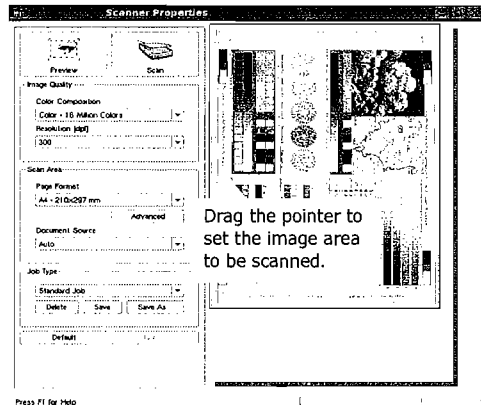 Scanner Properties
Preview
Scan
Image Quality
Color Composition
Color - 16 Million Colors
Resolution [dpi]
300
Scan Area
Page Format
A4 - 210x297 mm
Advanced
Document Source
Auto
Job Type
Standard Job
Delete
Save
Save As
Default
Drag the pointer to
set the image area
to be scanned.
Press F1 for Help